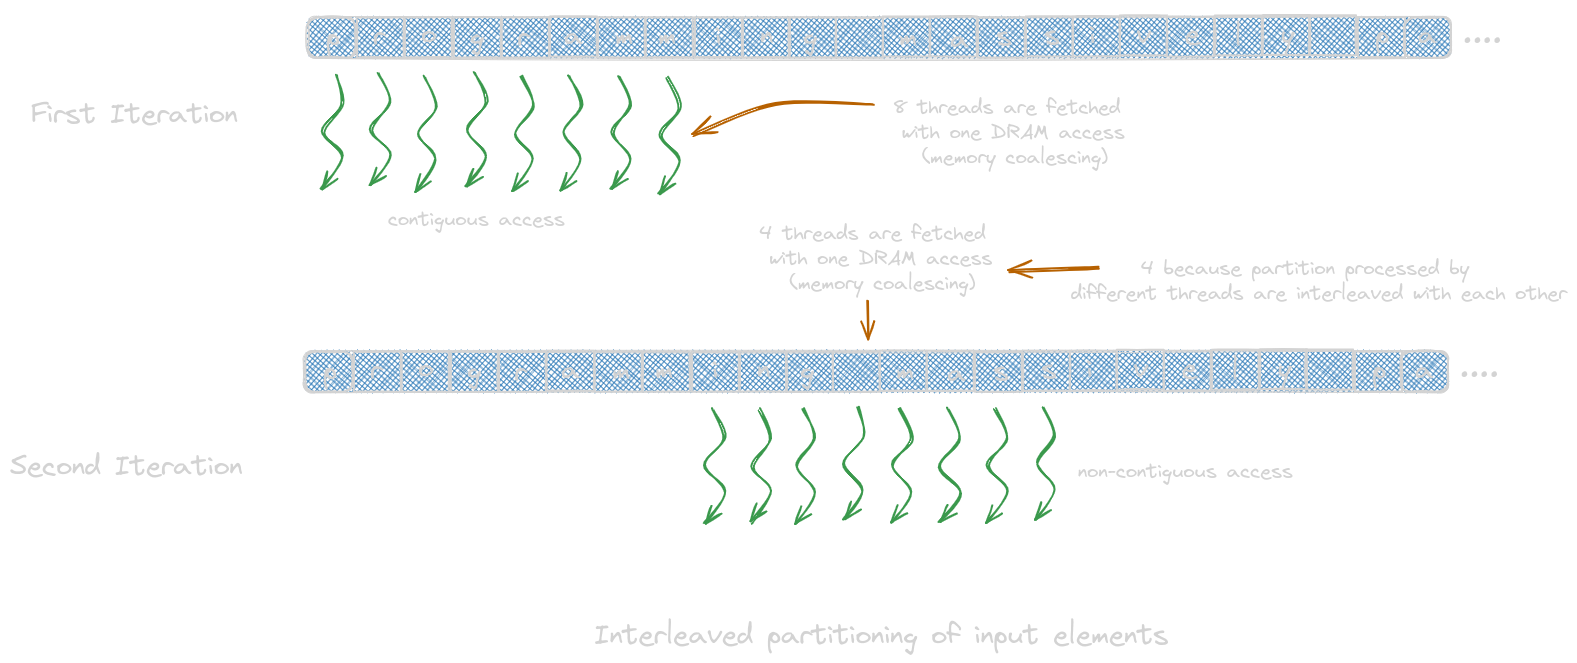 First Iteration
8 threads are fetched
with one DRAM access
(memory coalescing)
contiguous access
4 threads are fetched
with one DRAM access
(memory coalescing)
4 because partition processed by
different threads are interleaved with each other
Second Iteration
non-contiguous access
Interleaved partitioning of input elements